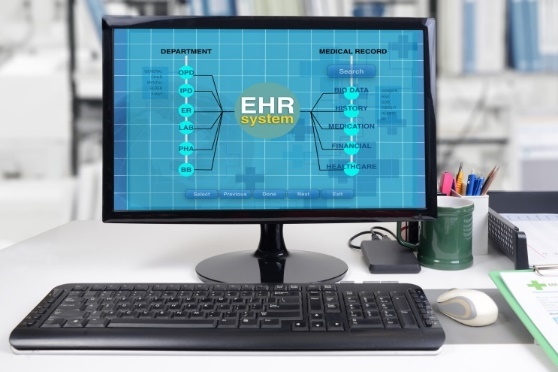 DEPARTMENT
MEDICAL RECORD
Search
OPD
IPD
ER
LAB
PHA
BB
EHR
system
BIO DATA
HISTORY
MEDICATION
FINANCIAL
HEALTHCARE
Select
Previous
Done
Next
Exit